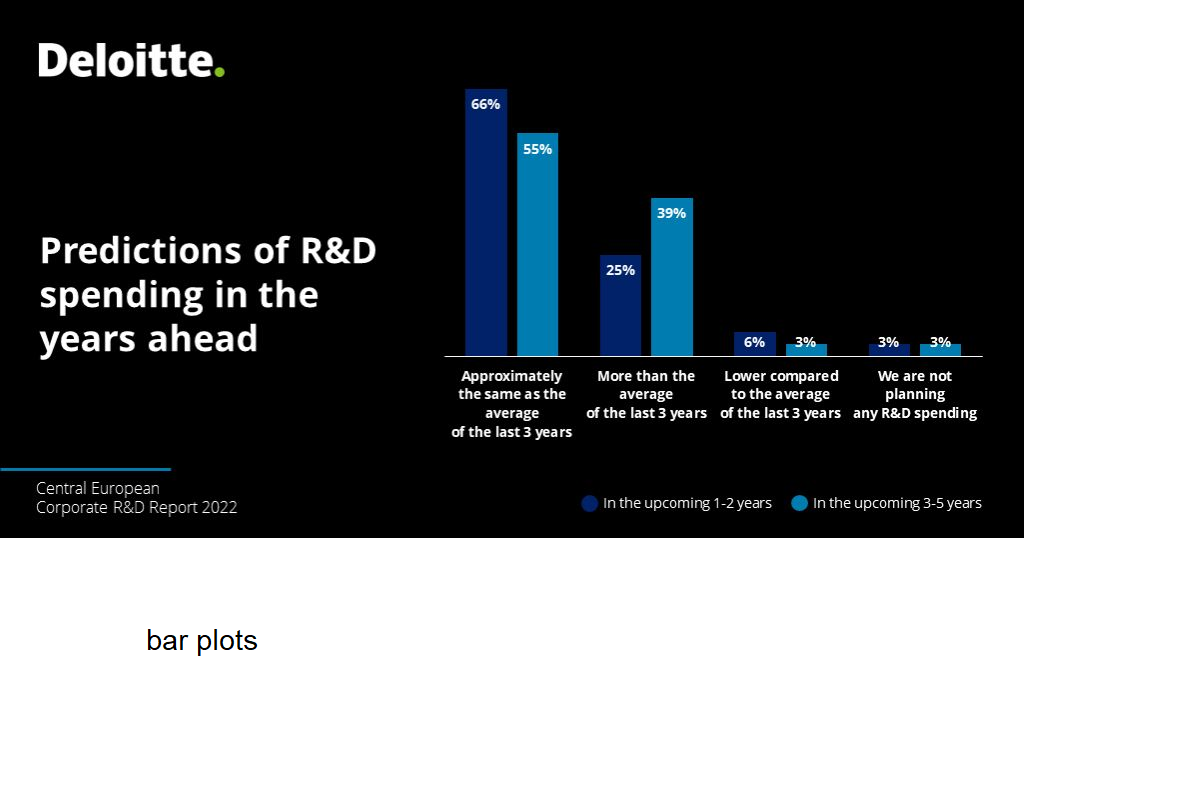 Deloitte.
Predictions of R&D
spending in the
years ahead
66%
55%
25%
39%
6%
3%
3%
3%
Approximately
the same as the
average
of the last 3 years
More than the
average
of the last 3 years
Lower compared
to the average
of the last 3 years
We are not
planning
any R&D spending
Central European
Corporate R&D Report 2022
In the upcoming 1-2 years
In the upcoming 3-5 years
bar plots